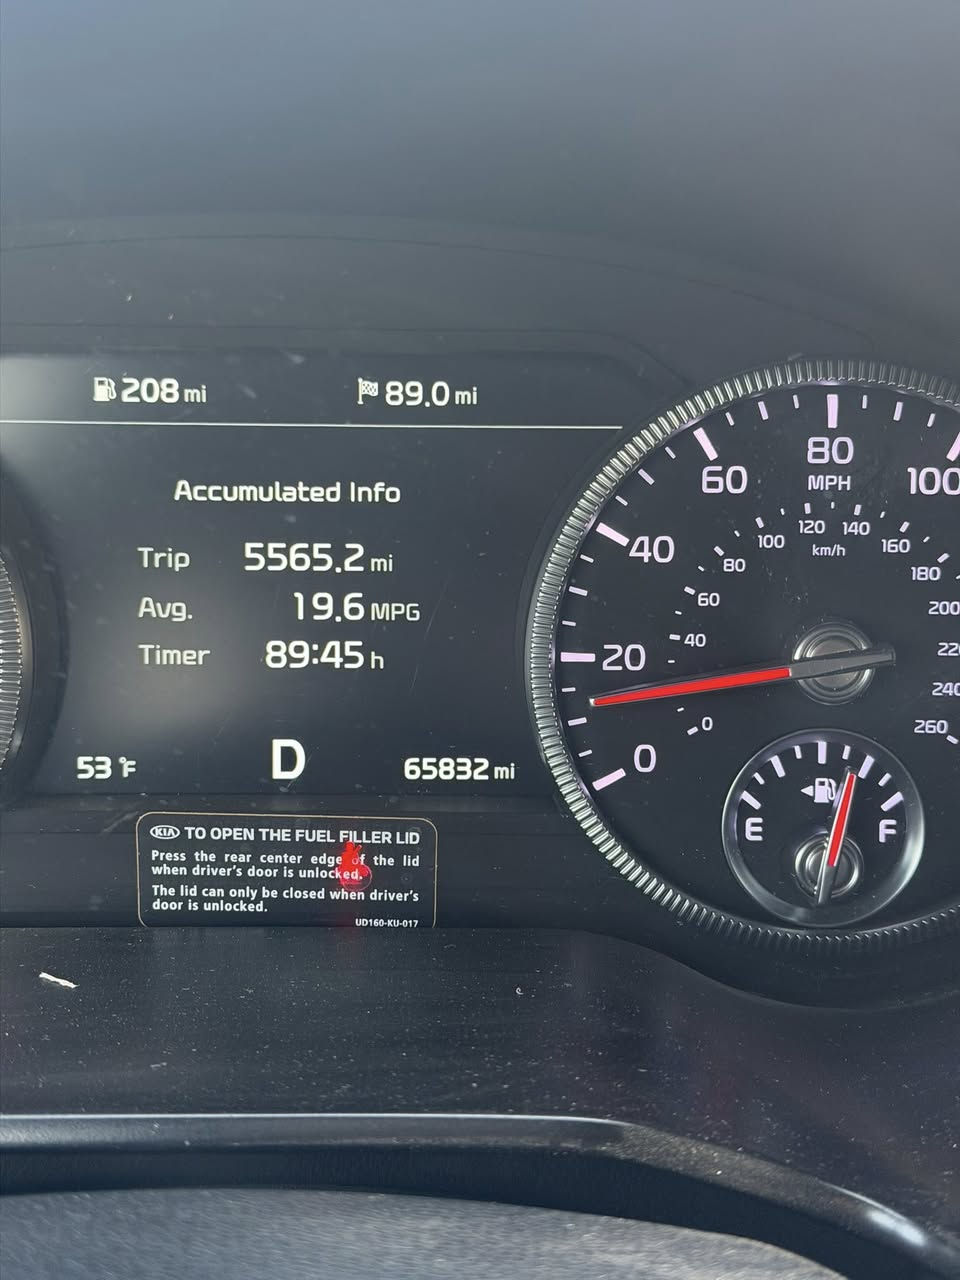 208 mi
89.0 mi
Accumulated Info
Trip 5565.2 mi
Avg. 19.6 MPG
Timer 89:45 h
53 °F
D
65832 mi
0
20
40
60
80
100
MPH
0
40
60
80
100
120
140
160
180
200
240
260
km/h
E
F
KIA TO OPEN THE FUEL FILLER LID
Press the rear center edge of the lid
when driver's door is unlocked.
The lid can only be closed when driver's
door is unlocked.
UD160-KU-017